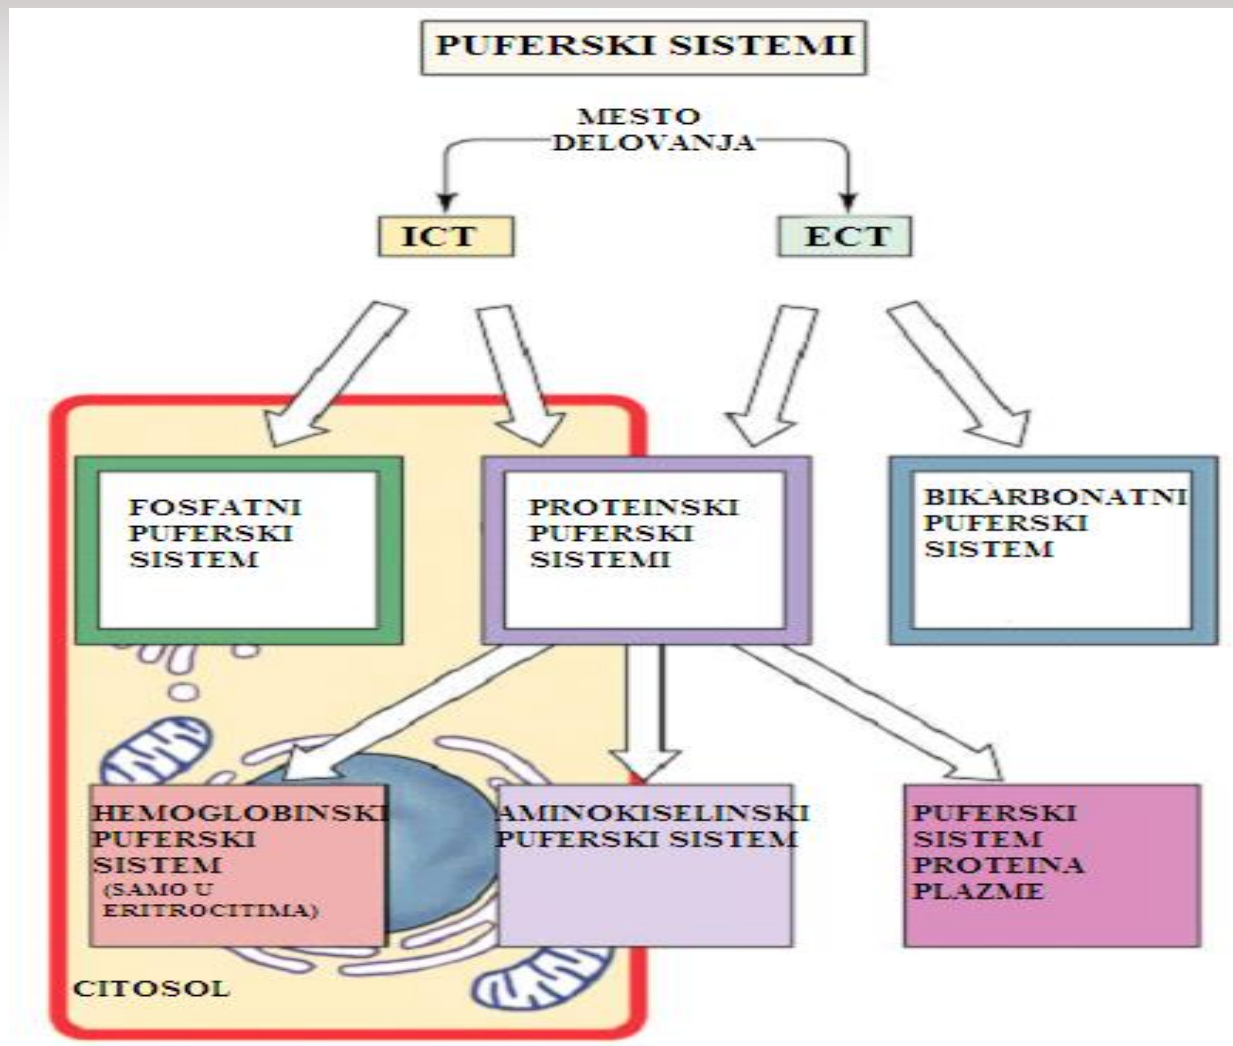 PUFERSKI SISTEMI
MESTO
DELOVANJA
ICT
ECT
FOSFATNI
PUFERSKI
SISTEM
PROTEINSKI
PUFERSKI
SISTEMI
BIKARBONATNI
PUFERSKI
SISTEM
HEMOGLOBINSKI
PUFERSKI
SISTEM
(SAMO U
ERITROCITIMA)
AMINOKISELINSKI
PUFERSKI SISTEM
PUFERSKI
SISTEM
PROTEINA
PLAZME
CITOSOL